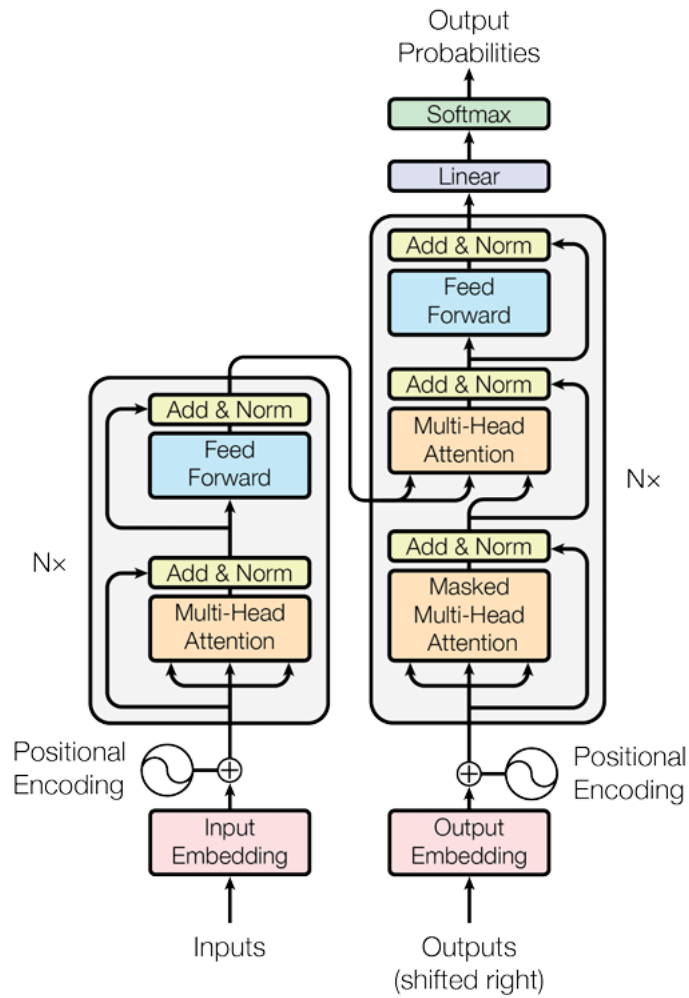 Output
Probabilities
Softmax
Linear
Add & Norm
Feed
Forward
Add & Norm
Multi-Head
Attention
Add & Norm
Masked
Multi-Head
Attention
N×
Add & Norm
Feed
Forward
Add & Norm
Multi-Head
Attention
N×
Positional
Encoding
Positional
Encoding
Input
Embedding
Output
Embedding
Inputs
Outputs
(shifted right)